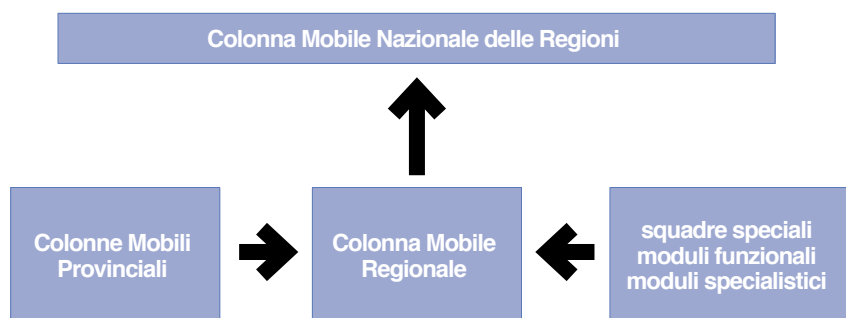 Colonna Mobile Nazionale delle Regioni
Colonne Mobili
Provinciali
Colonna Mobile
Regionale
squadre speciali
moduli funzionali
moduli specialistici